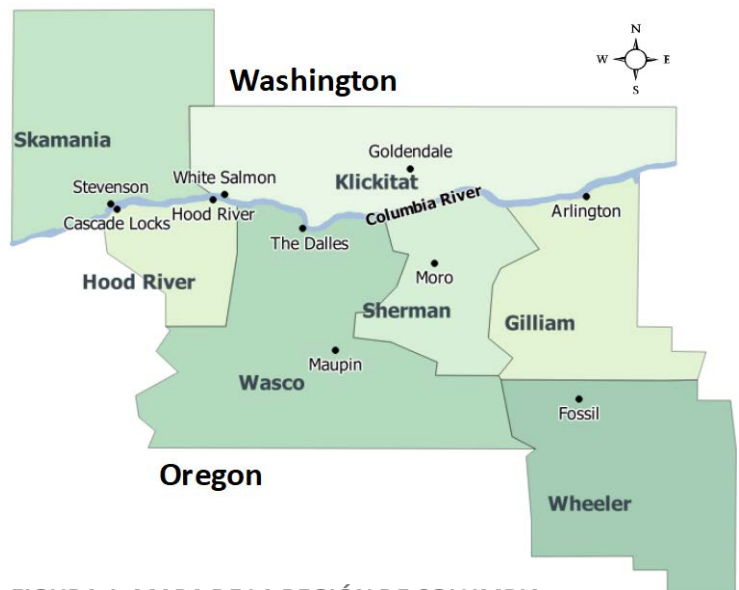 N
W E
S
Washington
Skamania
Goldendale
Klickitat
White Salmon
Stevenson
Columbia River
Cascade Locks
Hood River
Arlington
The Dalles
Moro
Hood River
Sherman
Gilliam
Maupin
Wasco
Fossil
Oregon
Wheeler